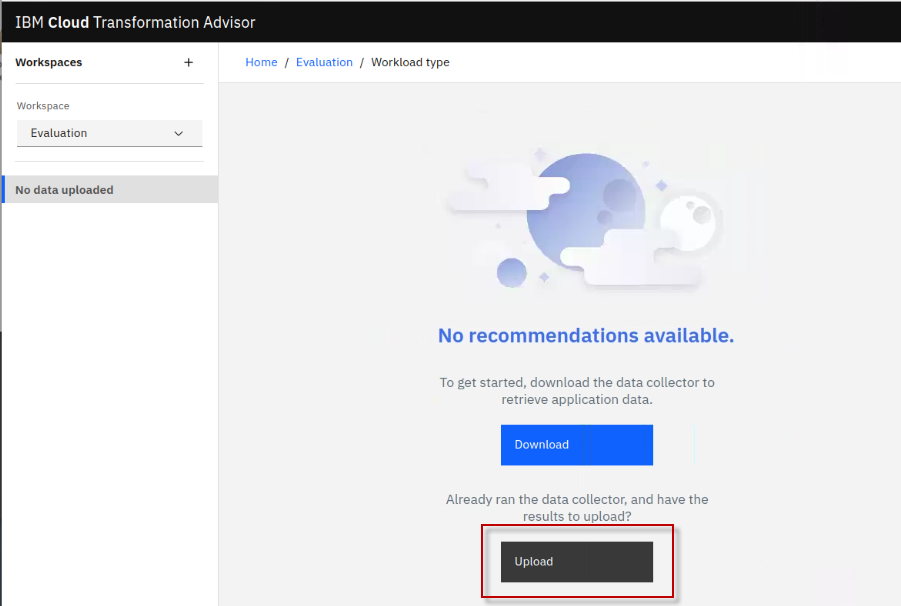 IBM Cloud Transformation Advisor
Workspaces +
Home / Evaluation / Workload type
Workspace
Evaluation
No data uploaded
No recommendations available.
To get started, download the data collector to
retrieve application data.
Download
Already ran the data collector, and have the
results to upload?
Upload